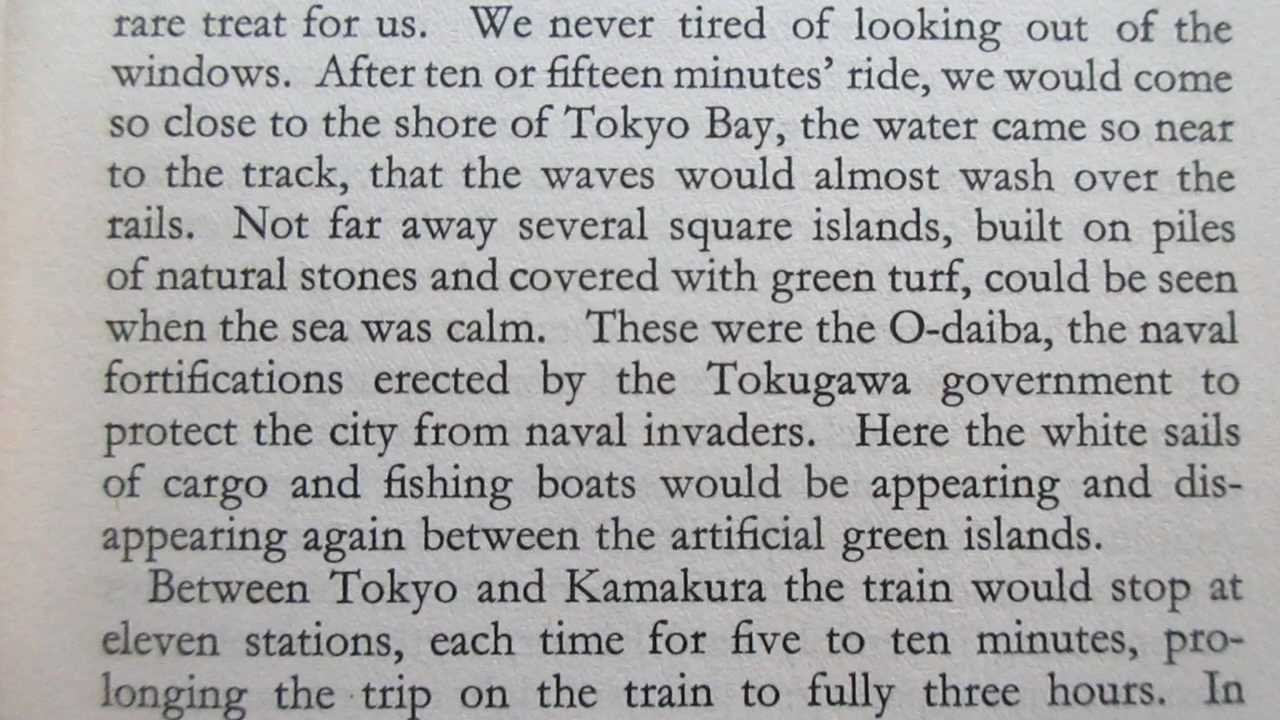 rare treat for us. We never tired of looking out of the
windows. After ten or fifteen minutes’ ride, we would come
so close to the shore of Tokyo Bay, the water came so near
to the track, that the waves would almost wash over the
rails. Not far away several square islands, built on piles
of natural stones and covered with green turf, could be seen
when the sea was calm. These were the O-daiba, the naval
fortifications erected by the Tokugawa government to
protect the city from naval invaders. Here the white sails
of cargo and fishing boats would be appearing and dis-
appearing again between the artificial green islands.
Between Tokyo and Kamakura the train would stop at
eleven stations, each time for five to ten minutes, pro-
longing the trip on the train to fully three hours. In